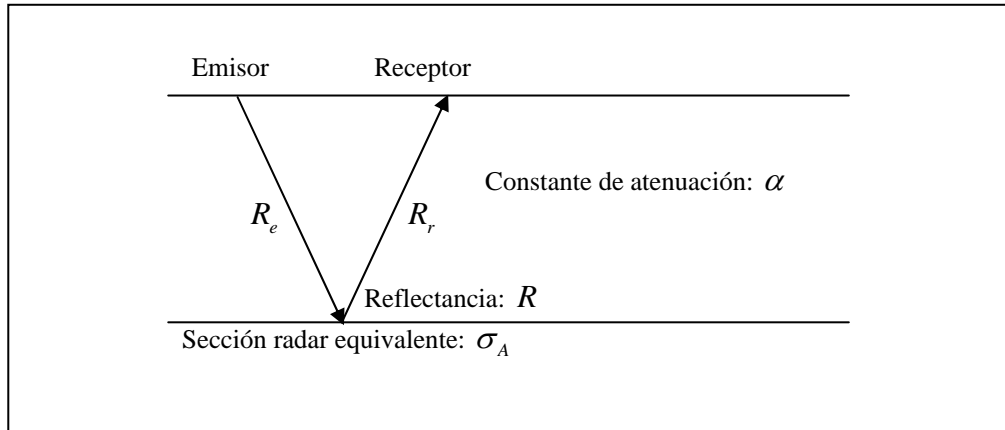 Emisor Receptor
Constante de atenuación: α
R_e R_r
Reflectancia: R
Sección radar equivalente: σ_A